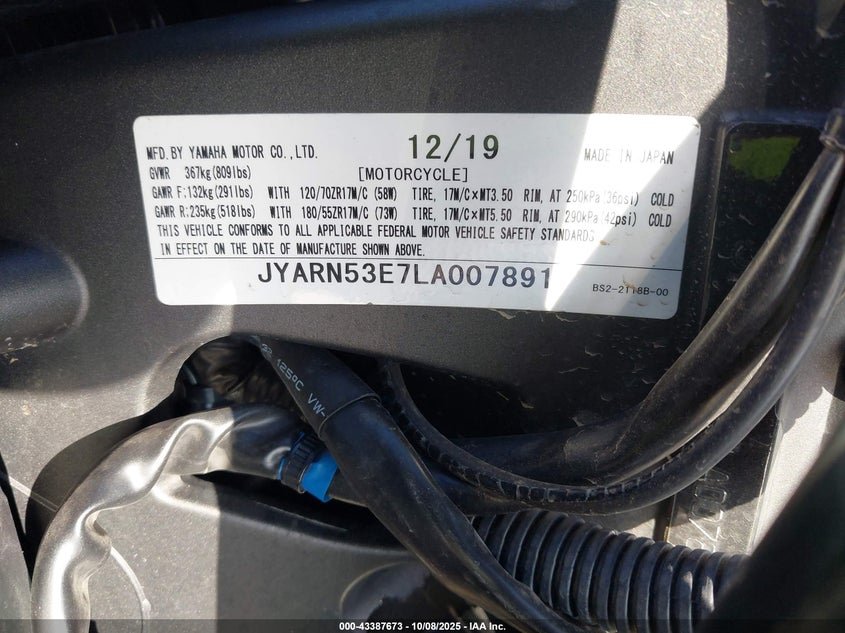 MFD. BY YAMAHA MOTOR CO., LTD. 12/19 MADE IN JAPAN
GVWR 367kg(809lbs) [MOTORCYCLE]
GAWR F:132kg(291lbs) WITH 120/70ZR17M/C (58W) TIRE, 17M/C×MT3.50 RIM, AT 250kPa(36psi) COLD
GAWR R:235kg(518lbs) WITH 180/55ZR17M/C (73W) TIRE, 17M/C×MT5.50 RIM, AT 290kPa(42psi) COLD
THIS VEHICLE CONFORMS TO ALL APPLICABLE FEDERAL MOTOR VEHICLE SAFETY STANDARDS
IN EFFECT ON THE DATE OF MANUFACTURE SHOWN ABOVE.
JYARN53E7LA007891 BS2-2118B-00
125°C VW-
000-43387673 - 10/08/2025 - IAA Inc.